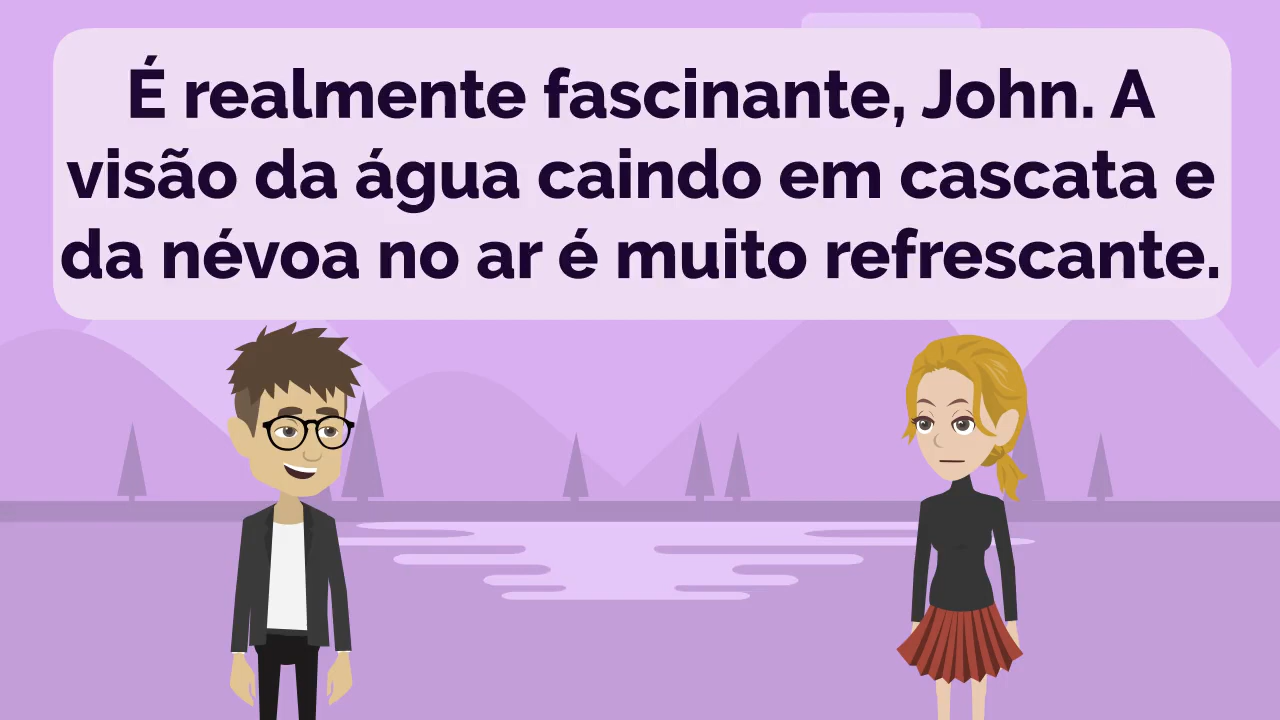 É realmente fascinante, John. A
visão da água caindo em cascata e
da névoa no ar é muito refrescante.